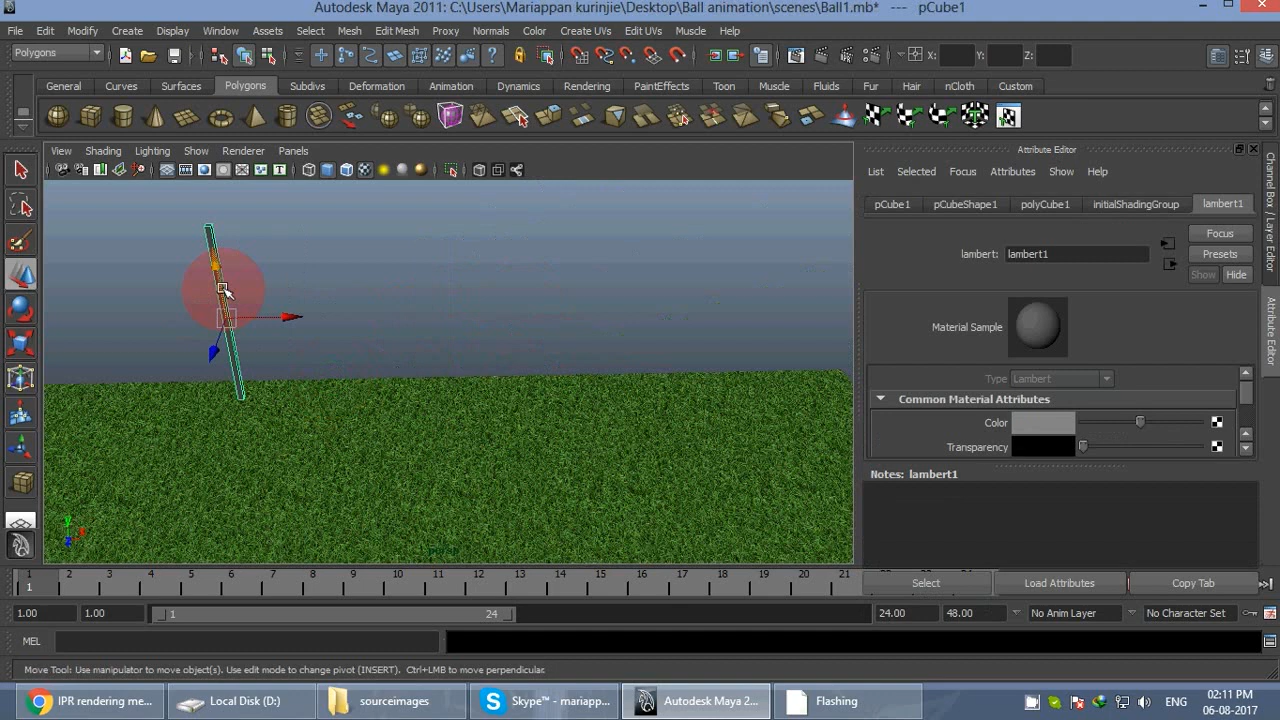 Autodesk Maya 2011: C:\Users\Mariappan kurinjie\Desktop\Ball animation\scenes\Ball1.mb* --- pCube1
File Edit Modify Create Display Window Assets Select Mesh Edit Mesh Proxy Normals Color Create UVs Edit UVs Muscle Help
Polygons X: Y: Z:
General Curves Surfaces Polygons Subdivs Deformation Animation Dynamics Rendering PaintEffects Toon Muscle Fluids Fur Hair nCloth Custom
View Shading Lighting Show Renderer Panels
Attribute Editor
List Selected Focus Attributes Show Help
pCube1 pCubeShape1 polyCube1 initialShadingGroup lambert1
Focus
lambert: lambert1 Presets
Show Hide
Channel Box / Layer Editor
Attribute Editor
Material Sample
Type Lambert
Common Material Attributes
Color
Transparency
Notes: lambert1
persp
y
x
z
1 2 3 4 5 6 7 8 9 10 11 12 13 14 15 16 17 18 19 20 21
1
Select Load Attributes Copy Tab
1.00 1.00 1 24 24.00 48.00 No Anim Layer No Character Set
MEL
Move Tool: Use manipulator to move object(s). Use edit mode to change pivot (INSERT). Ctrl+LMB to move perpendicular.
IPR rendering me... Local Disk (D:) sourceimages Skype™ - mariapp... Autodesk Maya 2... Flashing
ENG
02:11 PM
06-08-2017